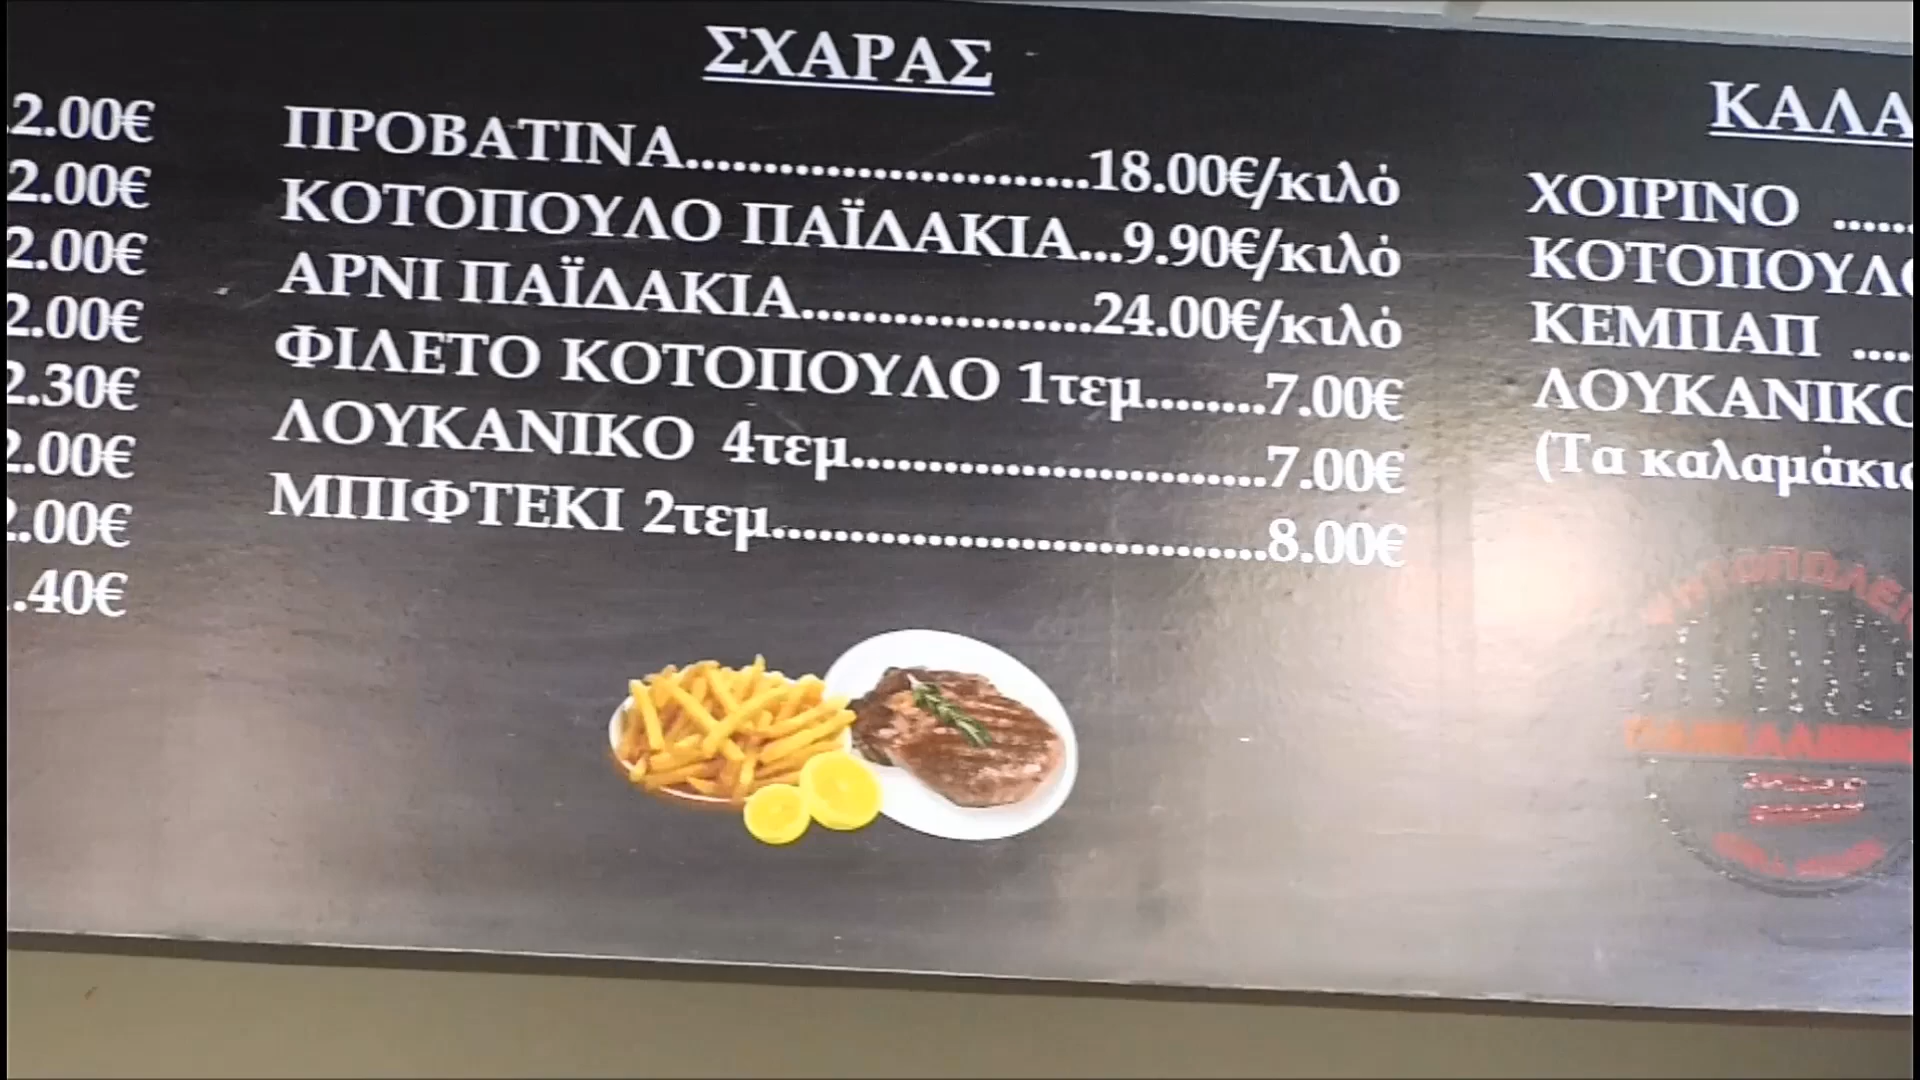 2.00€
2.00€
2.00€
2.00€
2.30€
2.00€
2.00€
.40€
ΣΧΑΡΑΣ
ΠΡΟΒΑΤΙΝΑ..........................18.00€/κιλό
ΚΟΤΟΠΟΥΛΟ ΠΑΪΔΑΚΙΑ...9.90€/κιλό
ΑΡΝΙ ΠΑΪΔΑΚΙΑ...................24.00€/κιλό
ΦΙΛΕΤΟ ΚΟΤΟΠΟΥΛΟ 1τεμ........7.00€
ΛΟΥΚΑΝΙΚΟ 4τεμ...........................7.00€
ΜΠΙΦΤΕΚΙ 2τεμ................................8.00€
ΚΑΛΑ
ΧΟΙΡΙΝΟ .....
ΚΟΤΟΠΟΥΛΟ
ΚΕΜΠΑΠ ....
ΛΟΥΚΑΝΙΚΟ
(Τα καλαμάκια